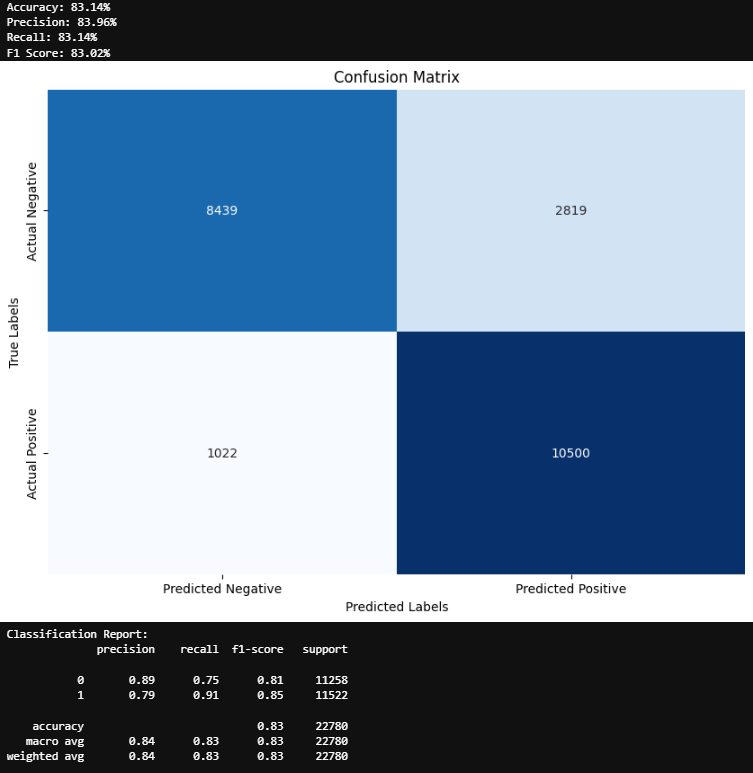 Accuracy: 83.14%
Precision: 83.96%
Recall: 83.14%
F1 Score: 83.02%
Confusion Matrix
Actual Negative
8439
2819
True Labels
Actual Positive
1022
10500
Predicted Negative
Predicted Positive
Predicted Labels
Classification Report:
precision recall f1-score support
0 0.89 0.75 0.81 11258
1 0.79 0.91 0.85 11522
accuracy 0.83 22780
macro avg 0.84 0.83 0.83 22780
weighted avg 0.84 0.83 0.83 22780